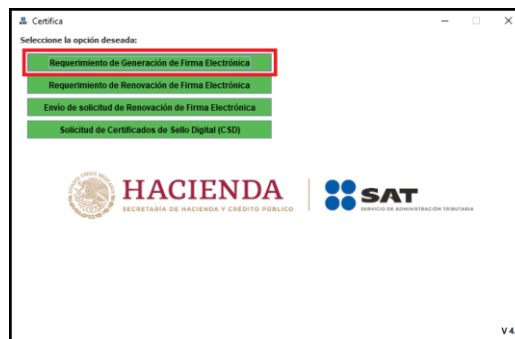 Certifica
Seleccione la opción deseada:
Requerimiento de Generación de Firma Electrónica
Requerimiento de Renovación de Firma Electrónica
Envío de solicitud de Renovación de Firma Electrónica
Solicitud de Certificados de Sello Digital (CSD)
HACIENDA
SECRETARÍA DE HACIENDA Y CRÉDITO PÚBLICO
SAT
SERVICIO DE ADMINISTRACIÓN TRIBUTARIA
V 4.